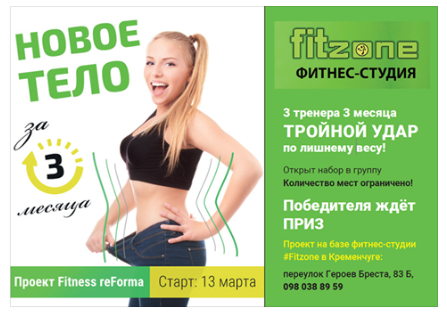 НОВОЕ
ТЕЛО
за
3
месяца
Проект Fitness reForma
Старт: 13 марта
fitzone
ФИТНЕС-СТУДИЯ
3 тренера 3 месяца
ТРОЙНОЙ УДАР
по лишнему весу!
Открыт набор в группу
Количество мест ограничено!
Победителя ждёт
ПРИЗ
Проект на базе фитнес-студии
#Fitzone в Кременчуге:
переулок Героев Бреста, 83 Б,
098 038 89 59